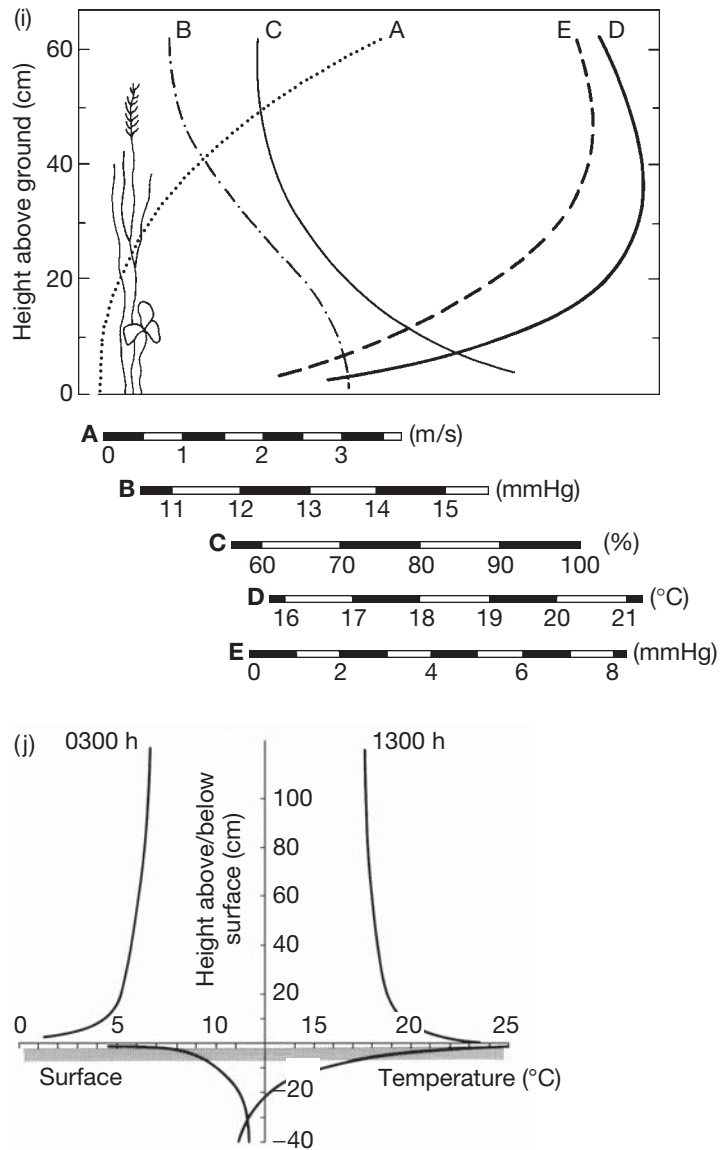 (i)
B C A E D
60
40
20
0
Height above ground (cm)
A (m/s)
0 1 2 3
B (mmHg)
11 12 13 14 15
C (%)
60 70 80 90 100
D (°C)
16 17 18 19 20 21
E (mmHg)
0 2 4 6 8
(j)
0300 h 1300 h
Height above/below
surface (cm)
100
80
60
40
20
0 5 10 15 20 25
Surface Temperature (°C)
−20
−40